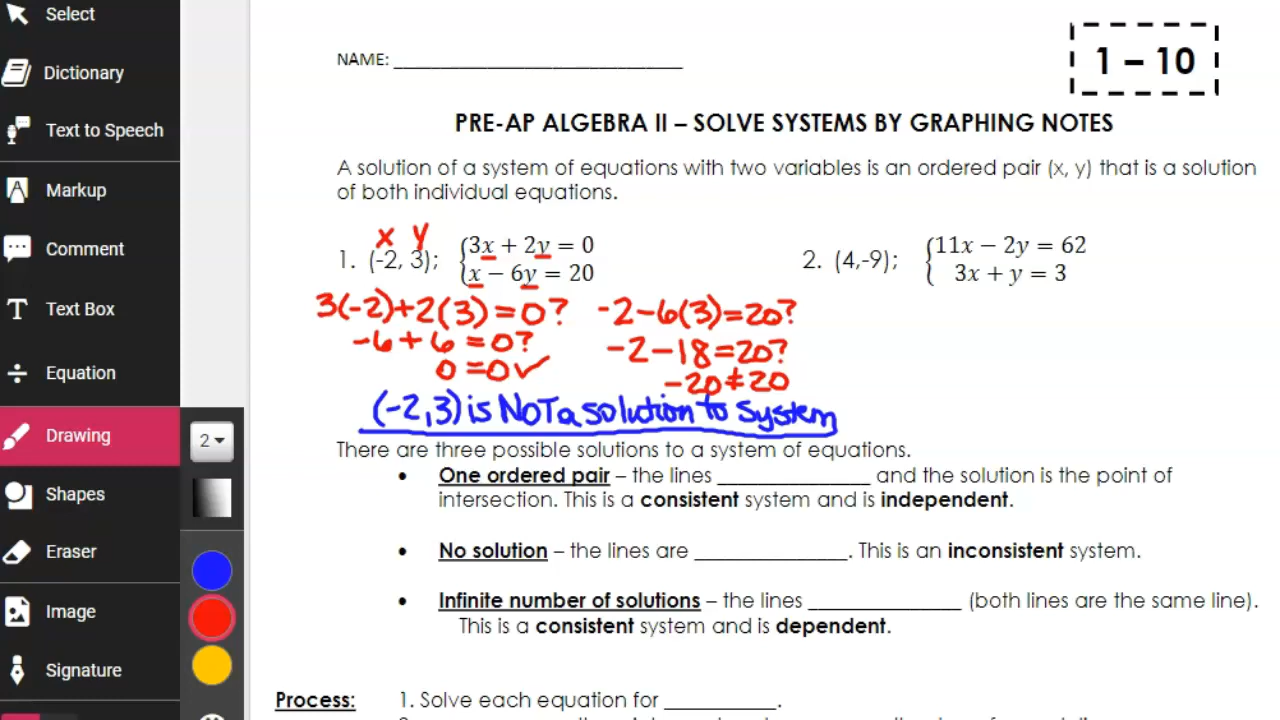 Select
Dictionary
Text to Speech
Markup
Comment
Text Box
Equation
Drawing
2
Shapes
Eraser
Image
Signature
NAME: ____________________________
1 – 10
PRE-AP ALGEBRA II – SOLVE SYSTEMS BY GRAPHING NOTES
A solution of a system of equations with two variables is an ordered pair (x, y) that is a solution
of both individual equations.
x y
1. (-2, 3); {3x + 2y = 0
x – 6y = 20
2. (4,-9); {11x − 2y = 62
3x + y = 3
3(-2)+2(3)=0? -2-6(3)=20?
-6+6=0? -2-18=20?
0=0✓ -20≠20
(-2,3) is NOT a solution to system
There are three possible solutions to a system of equations.
• One ordered pair – the lines ______________ and the solution is the point of
intersection. This is a consistent system and is independent.
• No solution – the lines are ______________. This is an inconsistent system.
• Infinite number of solutions – the lines ______________ (both lines are the same line).
This is a consistent system and is dependent.
Process: 1. Solve each equation for __________.